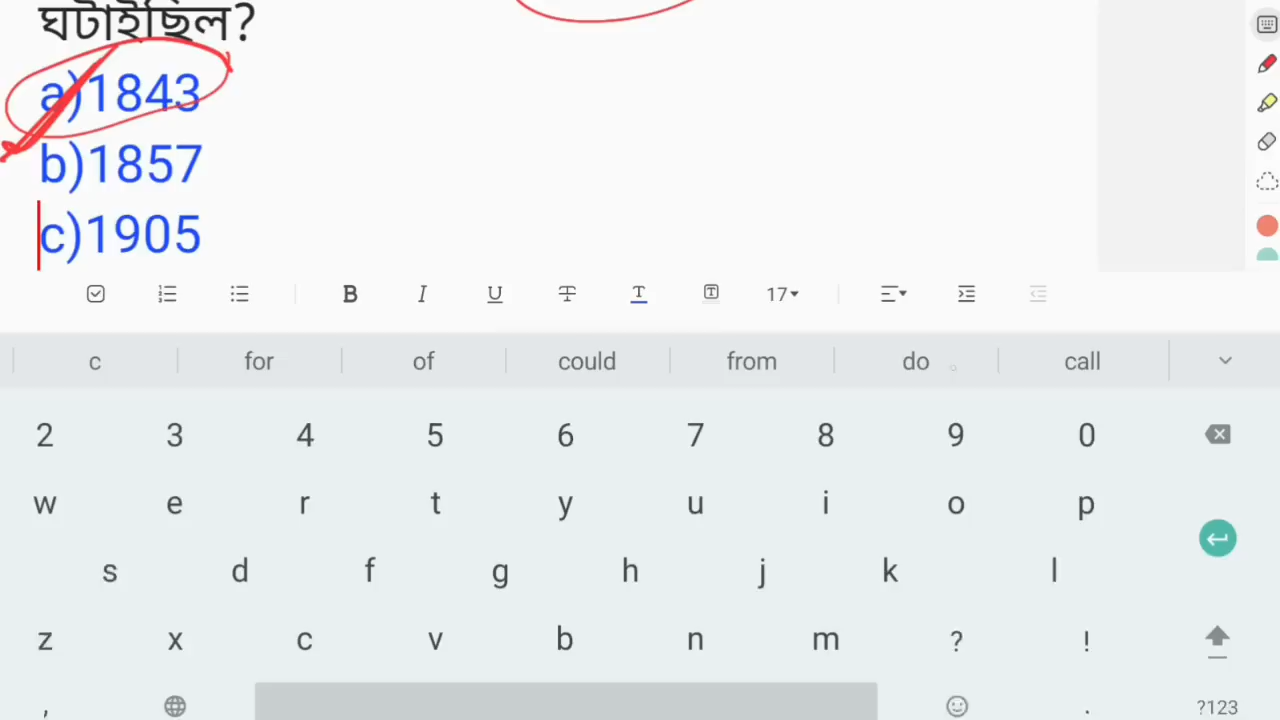 ঘটাইছিল?
a)1843
b)1857
c)1905
B I U T T T 17
c for of could from do call
2 3 4 5 6 7 8 9 0
w e r t y u i o p
s d f g h j k l
z x c v b n m ? !
, . ?123